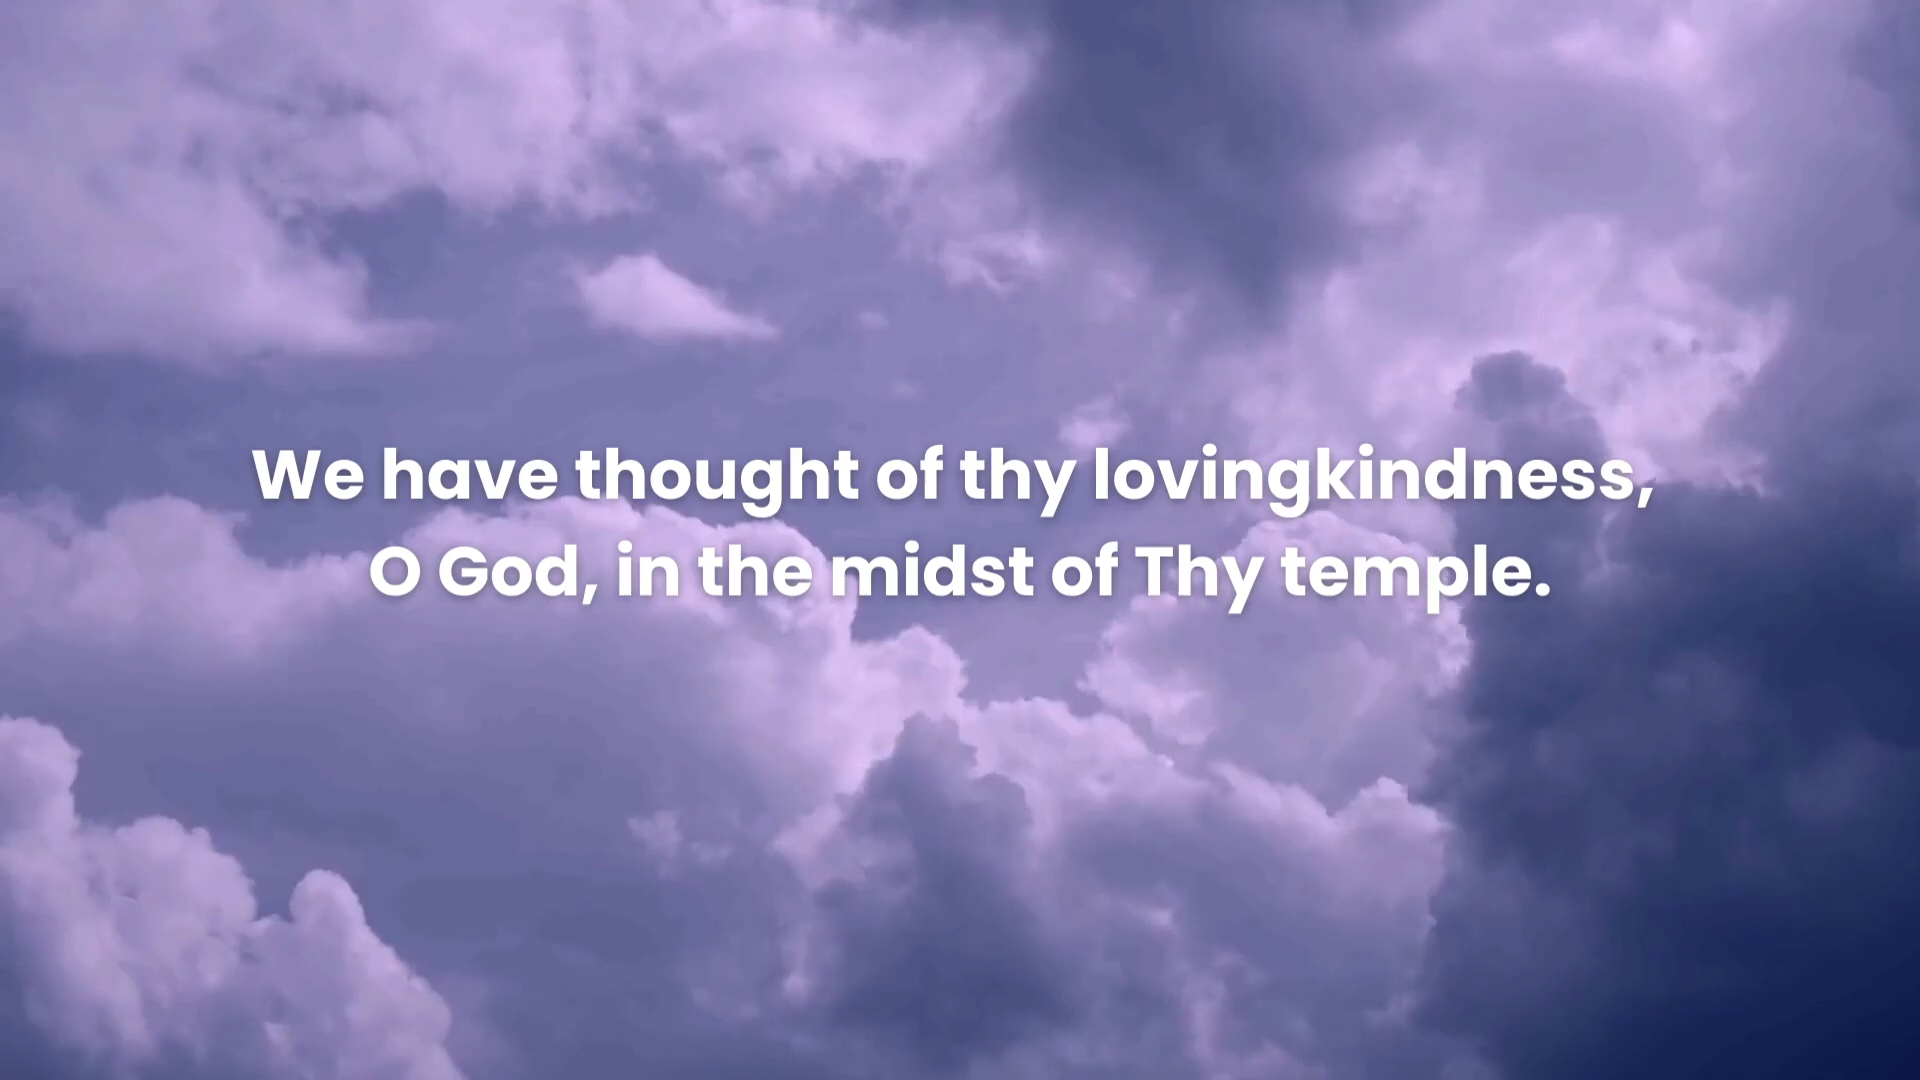 We have thought of thy lovingkindness,
O God, in the midst of Thy temple.